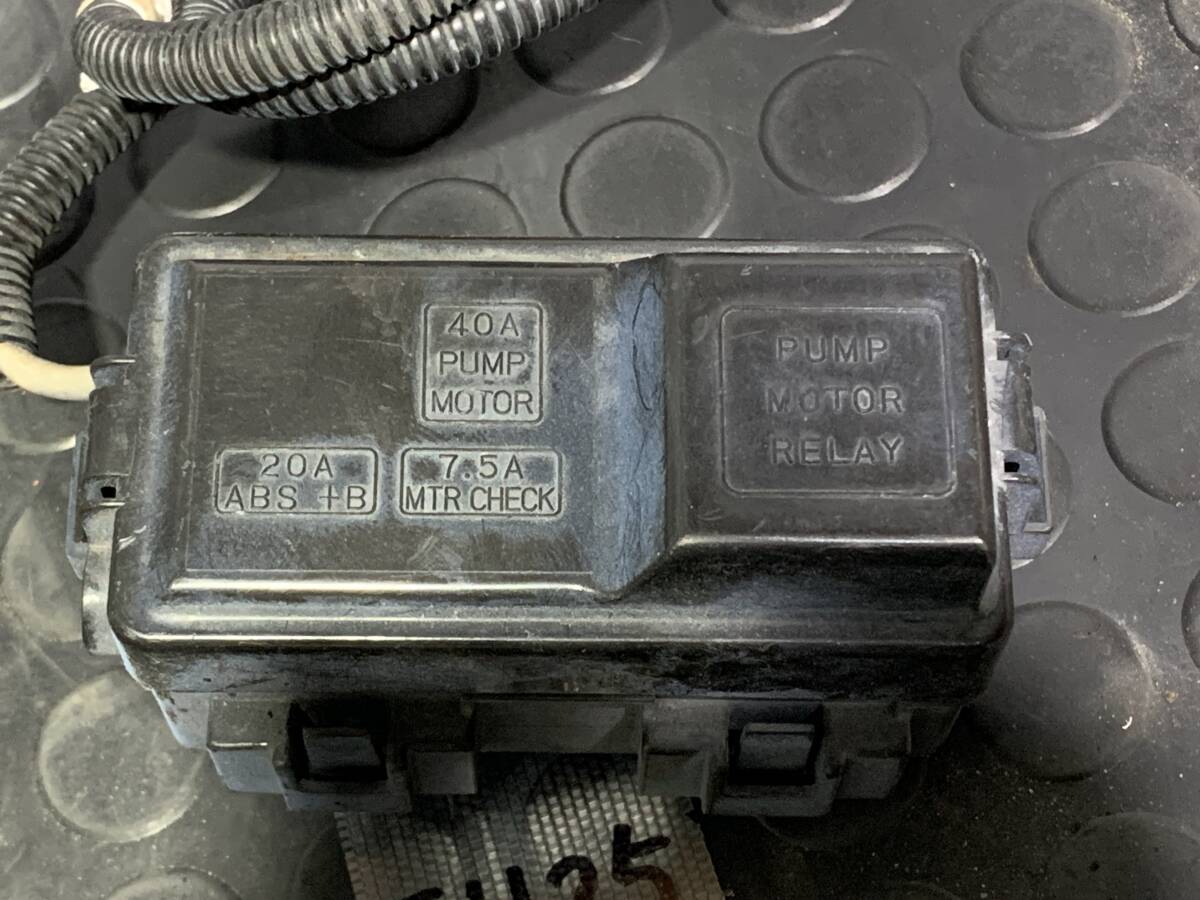 40A
PUMP
MOTOR
PUMP
MOTOR
RELAY
20A
ABS +B
7.5A
MTR CHECK